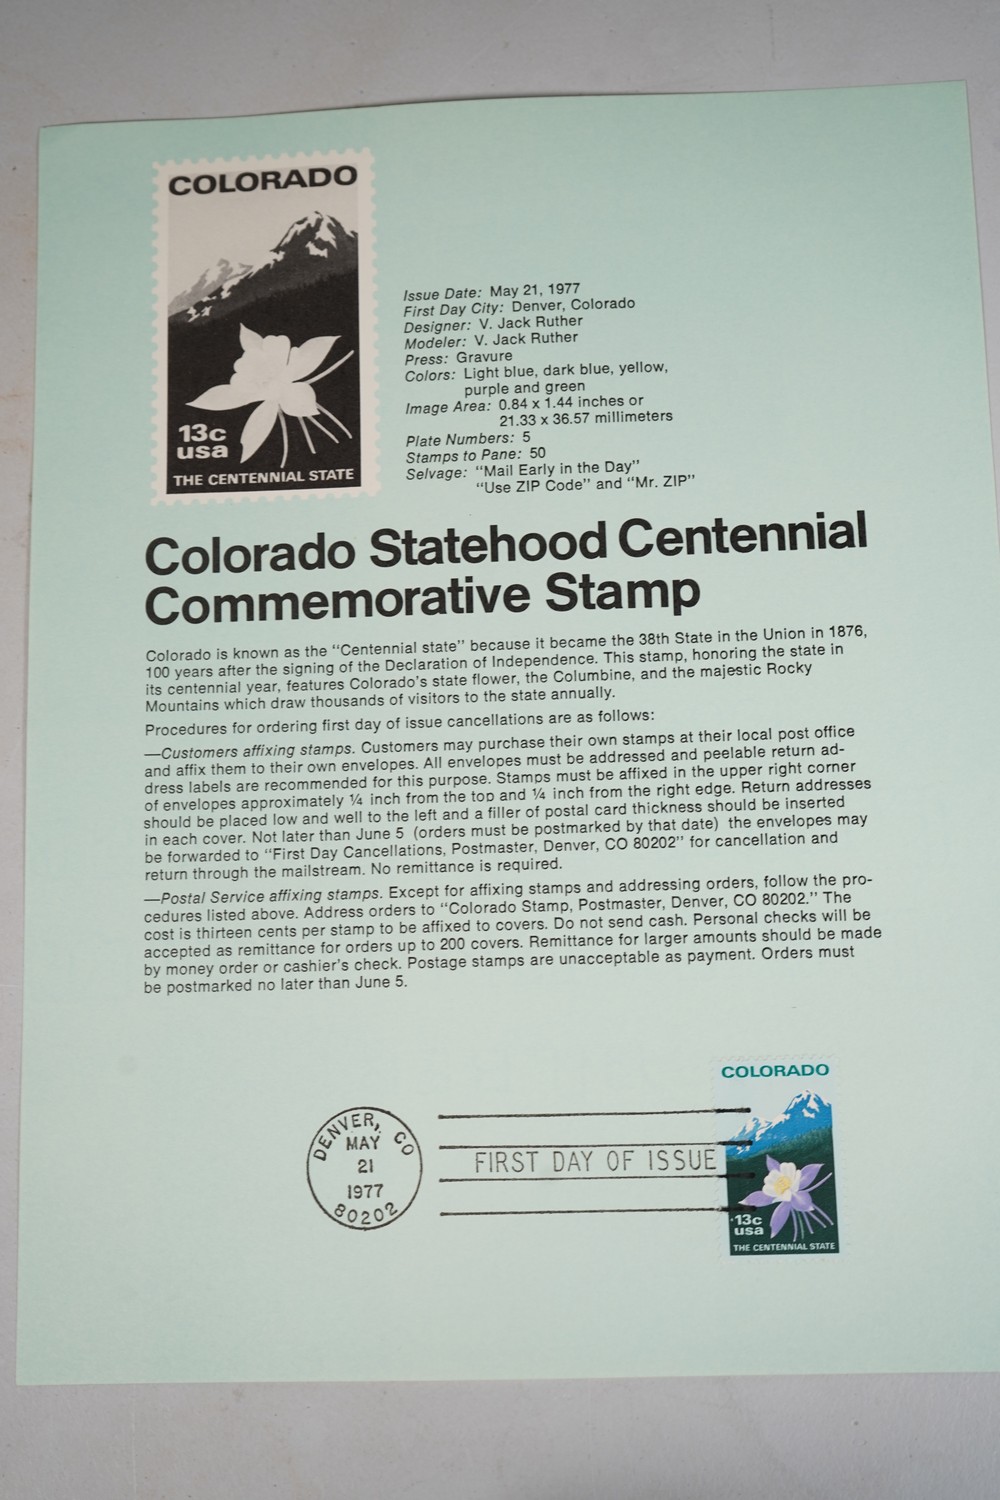 COLORADO
13c
usa
THE CENTENNIAL STATE
Issue Date: May 21, 1977
First Day City: Denver, Colorado
Designer: V. Jack Ruther
Modeler: V. Jack Ruther
Press: Gravure
Colors: Light blue, dark blue, yellow,
purple and green
Image Area: 0.84 x 1.44 inches or
21.33 x 36.57 millimeters
Plate Numbers: 5
Stamps to Pane: 50
Selvage: "Mail Early in the Day"
"Use ZIP Code" and "Mr. ZIP"
Colorado Statehood Centennial
Commemorative Stamp
Colorado is known as the "Centennial state" because it became the 38th State in the Union in 1876,
100 years after the signing of the Declaration of Independence. This stamp, honoring the state in
its centennial year, features Colorado's state flower, the Columbine, and the majestic Rocky
Mountains which draw thousands of visitors to the state annually.
Procedures for ordering first day of issue cancellations are as follows:
—Customers affixing stamps. Customers may purchase their own stamps at their local post office
and affix them to their own envelopes. All envelopes must be addressed and peelable return ad-
dress labels are recommended for this purpose. Stamps must be affixed in the upper right corner
of envelopes approximately ¼ inch from the top and ¼ inch from the right edge. Return addresses
should be placed low and well to the left and a filler of postal card thickness should be inserted
in each cover. Not later than June 5 (orders must be postmarked by that date) the envelopes may
be forwarded to "First Day Cancellations, Postmaster, Denver, CO 80202" for cancellation and
return through the mailstream. No remittance is required.
—Postal Service affixing stamps. Except for affixing stamps and addressing orders, follow the pro-
cedures listed above. Address orders to "Colorado Stamp, Postmaster, Denver, CO 80202." The
cost is thirteen cents per stamp to be affixed to covers. Do not send cash. Personal checks will be
accepted as remittance for orders up to 200 covers. Remittance for larger amounts should be made
by money order or cashier's check. Postage stamps are unacceptable as payment. Orders must
be postmarked no later than June 5.
DENVER, CO
MAY
21
1977
80202
FIRST DAY OF ISSUE
COLORADO
13c
usa
THE CENTENNIAL STATE